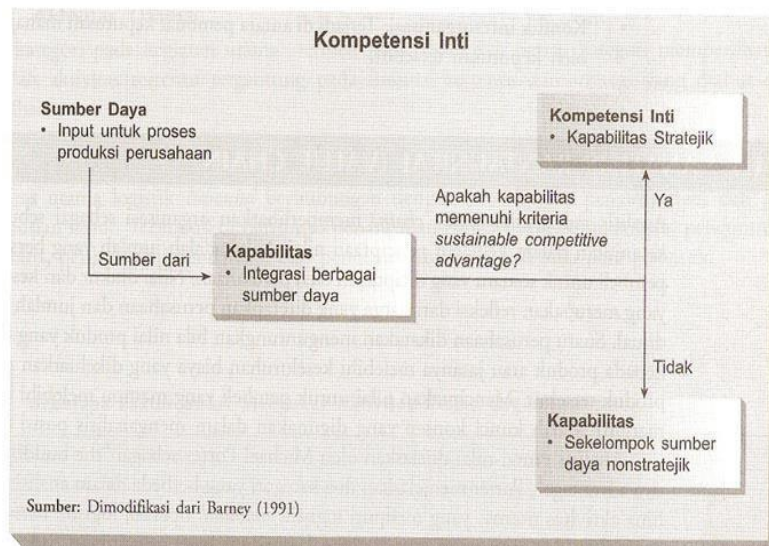 Kompetensi Inti
Sumber Daya
• Input untuk proses
produksi perusahaan
Kompetensi Inti
• Kapabilitas Stratejik
Apakah kapabilitas
memenuhi kriteria
sustainable competitive
advantage?
Ya
Sumber dari
Kapabilitas
• Integrasi berbagai
sumber daya
Tidak
Kapabilitas
• Sekelompok sumber
daya nonstratejik
Sumber: Dimodifikasi dari Barney (1991)